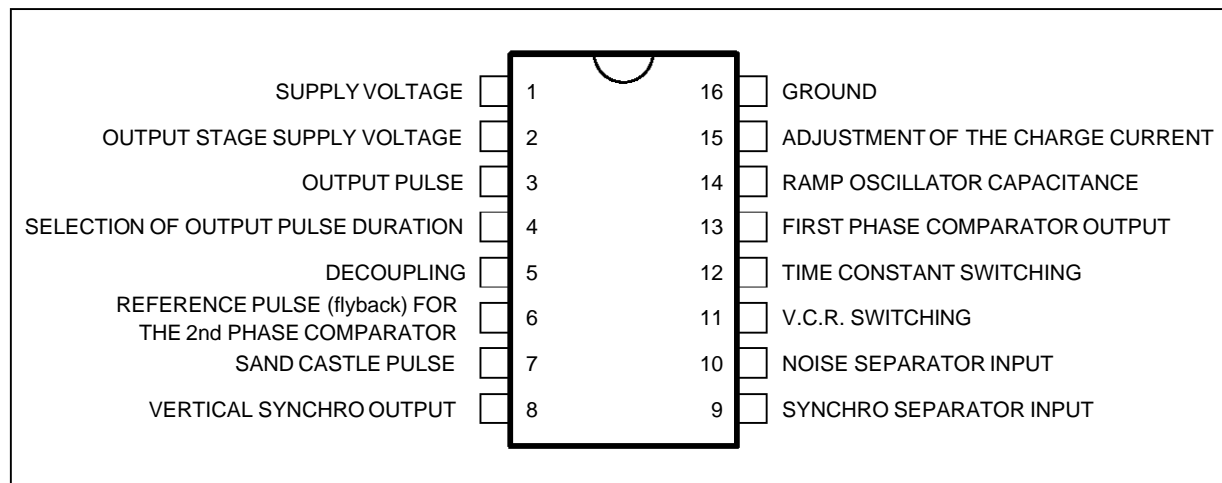 SUPPLY VOLTAGE 1 16 GROUND
OUTPUT STAGE SUPPLY VOLTAGE 2 15 ADJUSTMENT OF THE CHARGE CURRENT
OUTPUT PULSE 3 14 RAMP OSCILLATOR CAPACITANCE
SELECTION OF OUTPUT PULSE DURATION 4 13 FIRST PHASE COMPARATOR OUTPUT
DECOUPLING 5 12 TIME CONSTANT SWITCHING
REFERENCE PULSE (flyback) FOR
THE 2nd PHASE COMPARATOR 6 11 V.C.R. SWITCHING
SAND CASTLE PULSE 7 10 NOISE SEPARATOR INPUT
VERTICAL SYNCHRO OUTPUT 8 9 SYNCHRO SEPARATOR INPUT